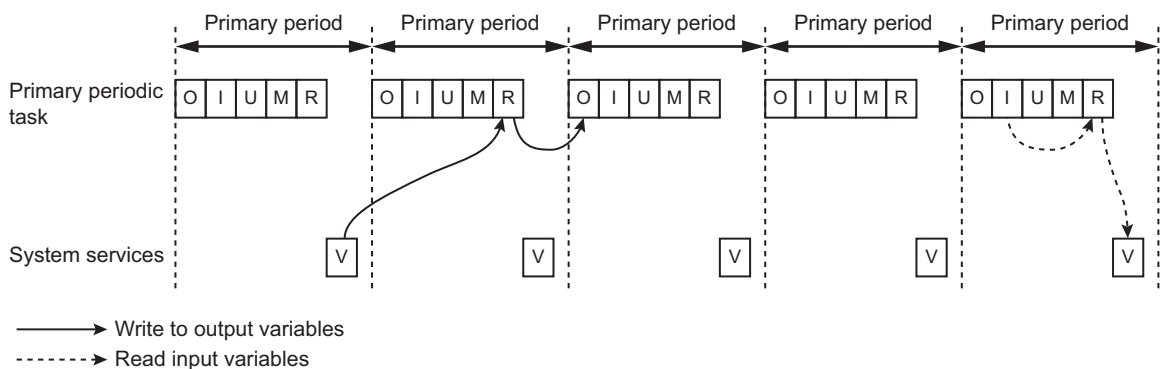 Primary period Primary period Primary period Primary period Primary period
Primary periodic
task
O I U M R O I U M R O I U M R O I U M R O I U M R
System services
V V V V V
Write to output variables
Read input variables